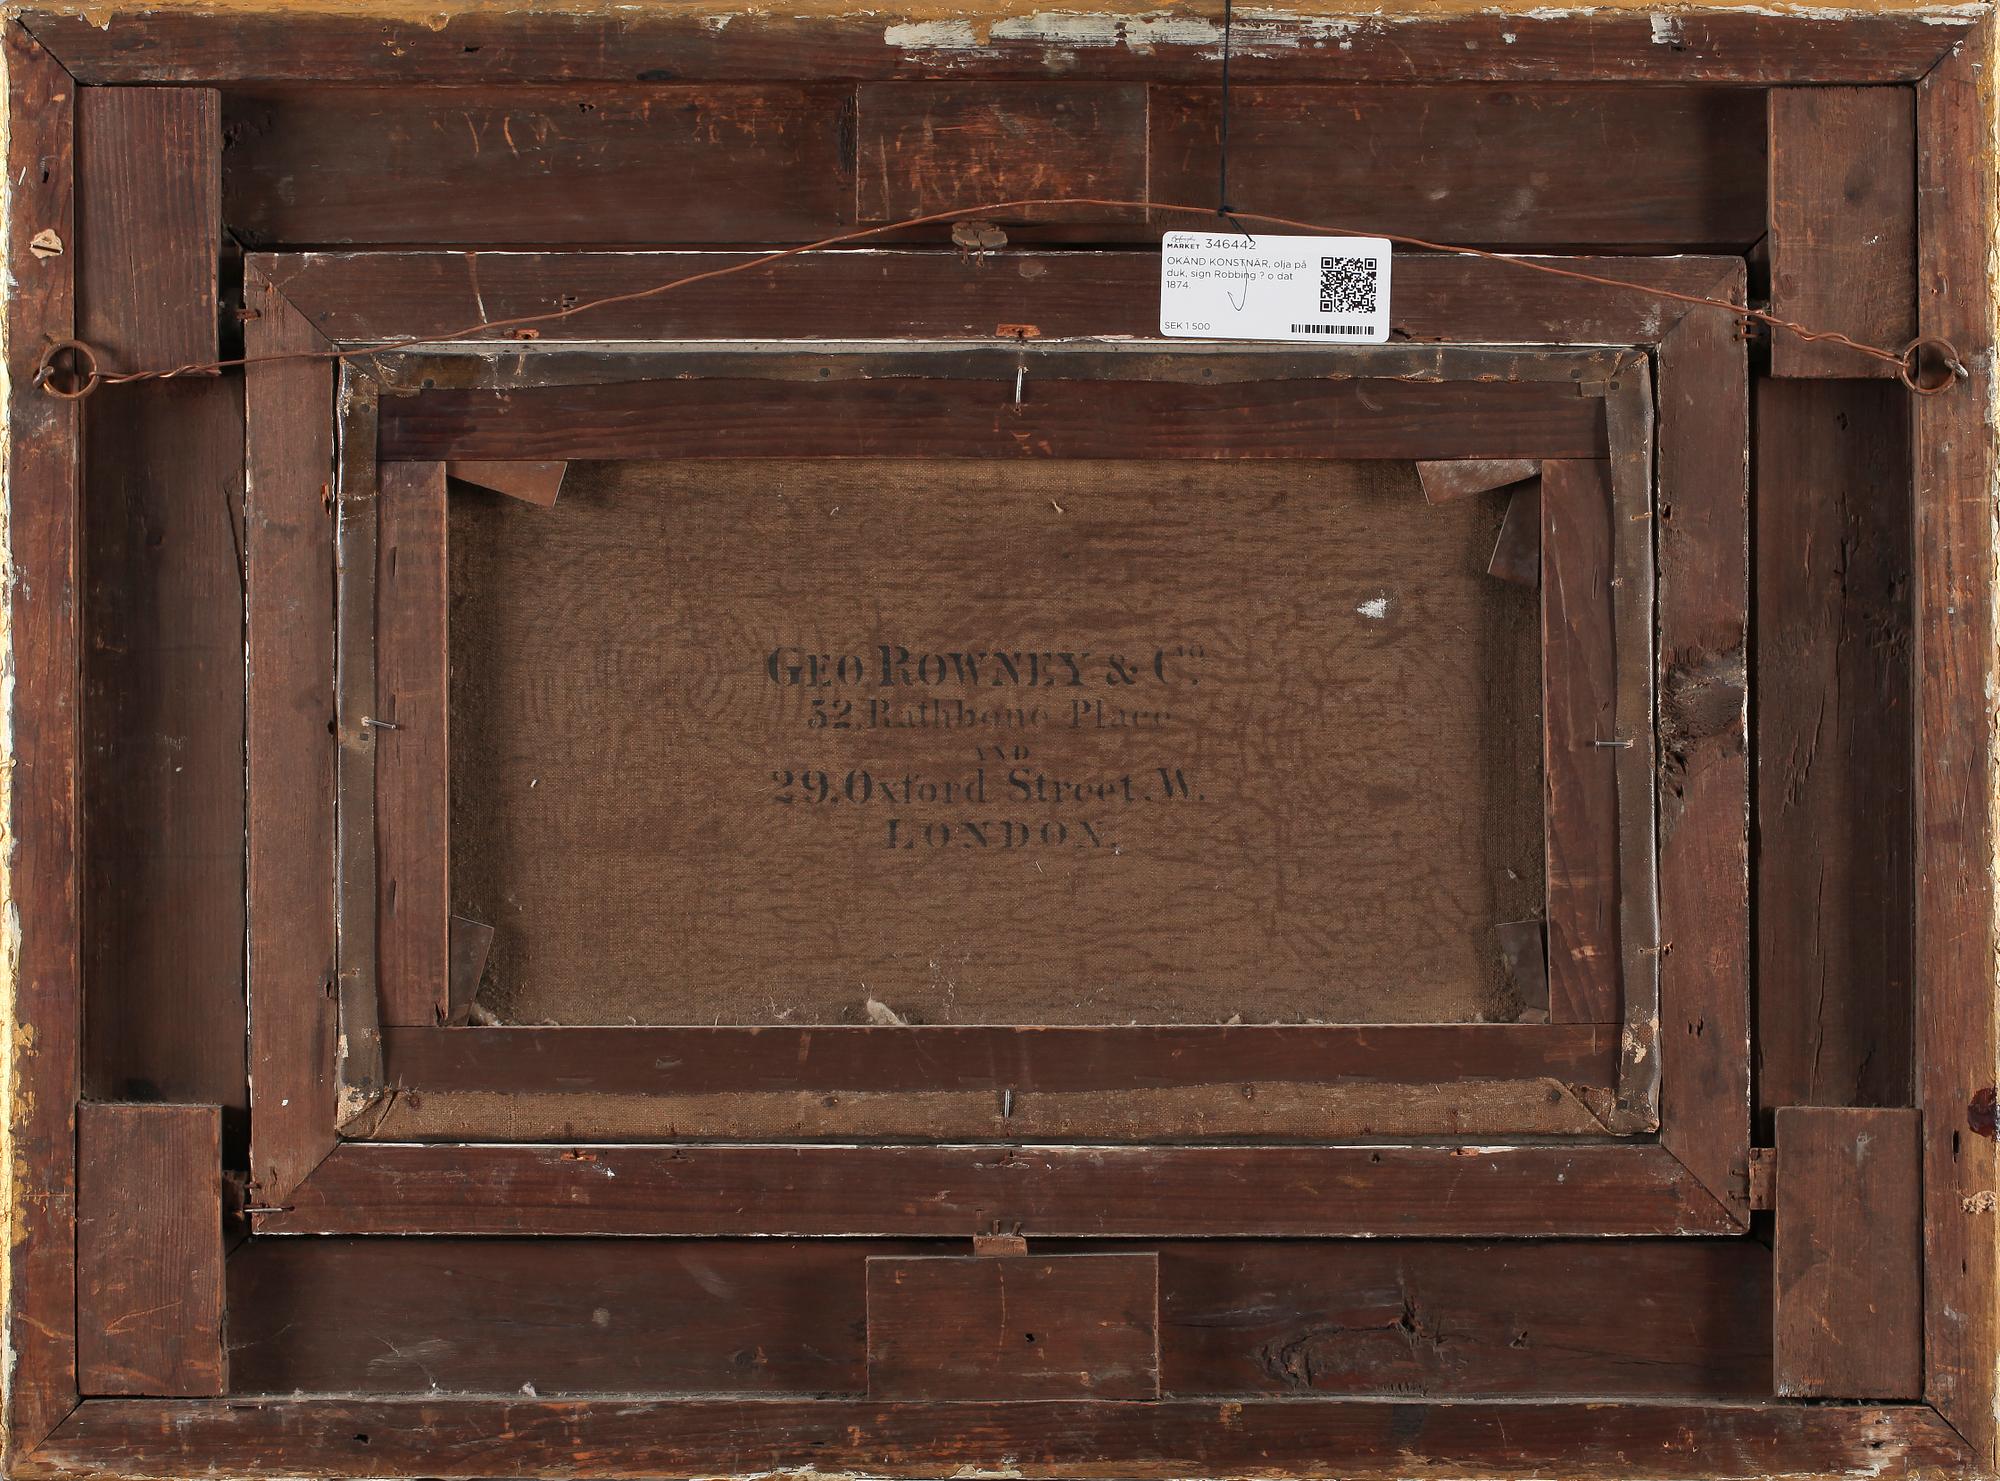 MARKET 346442
OKÄND KONSTNÄR, olja på
duk, sign Robbing ? o dat
1874.
SEK 1 500
GEO. ROWNEY & Co.
52, Rathbone Place
AND
29, Oxford Street, W.
LONDON.